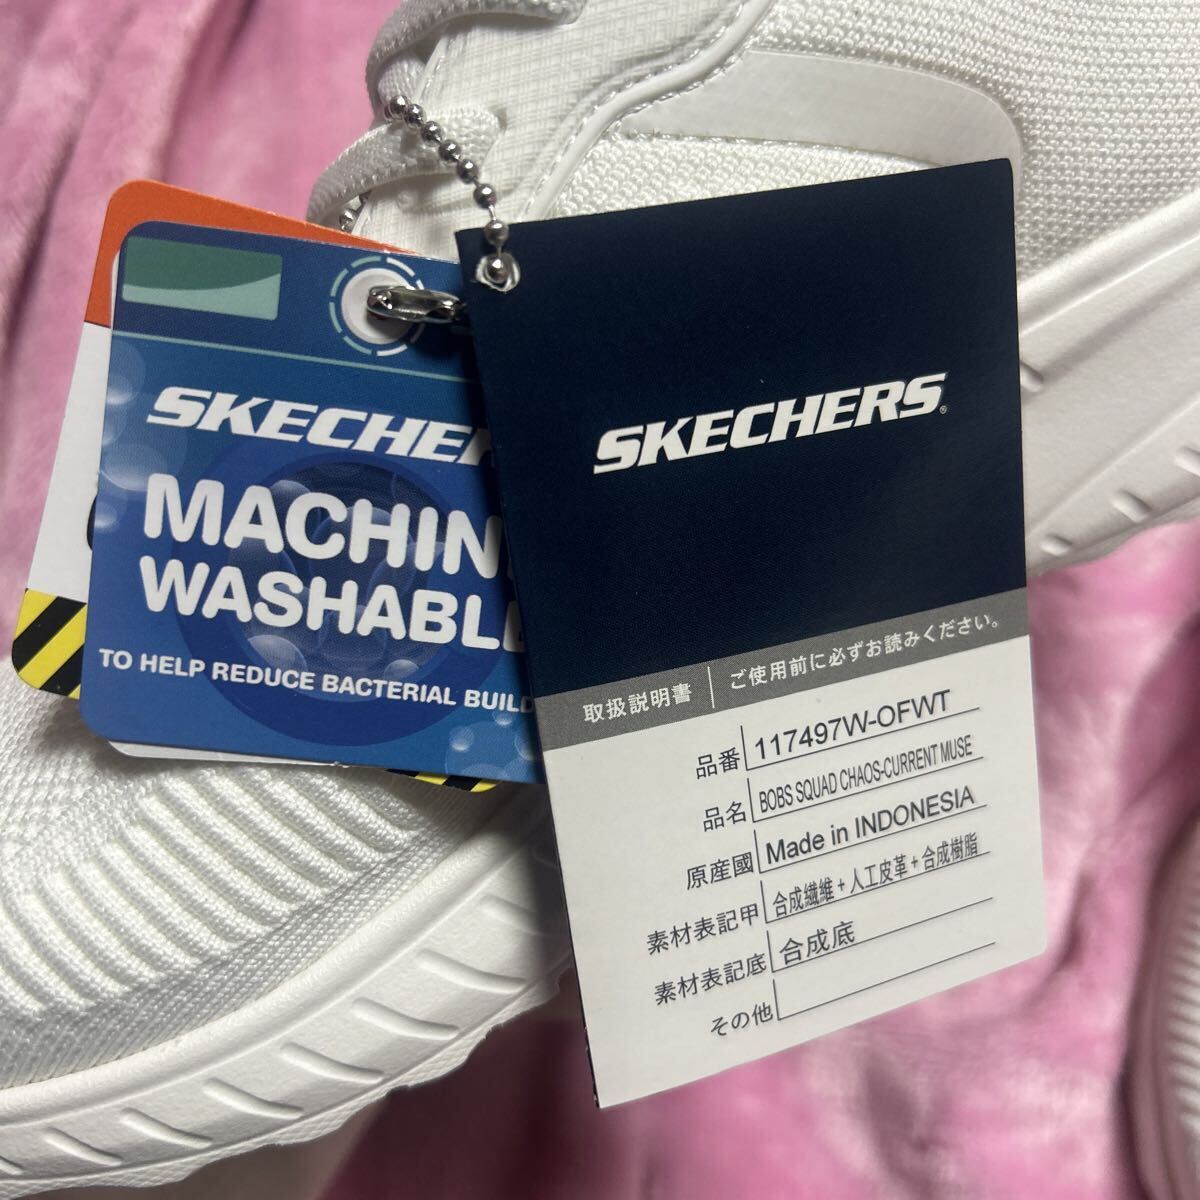 SKECHER
MACHIN
WASHABLE
TO HELP REDUCE BACTERIAL BUILD
SKECHERS®
取扱説明書 | ご使用前に必ずお読みください。
品番 117497W-OFWT
品名 BOBS SQUAD CHAOS-CURRENT MUSE
原産國 Made in INDONESIA
素材表記甲 合成繊維+人工皮革+合成樹脂
素材表記底 合成底
その他